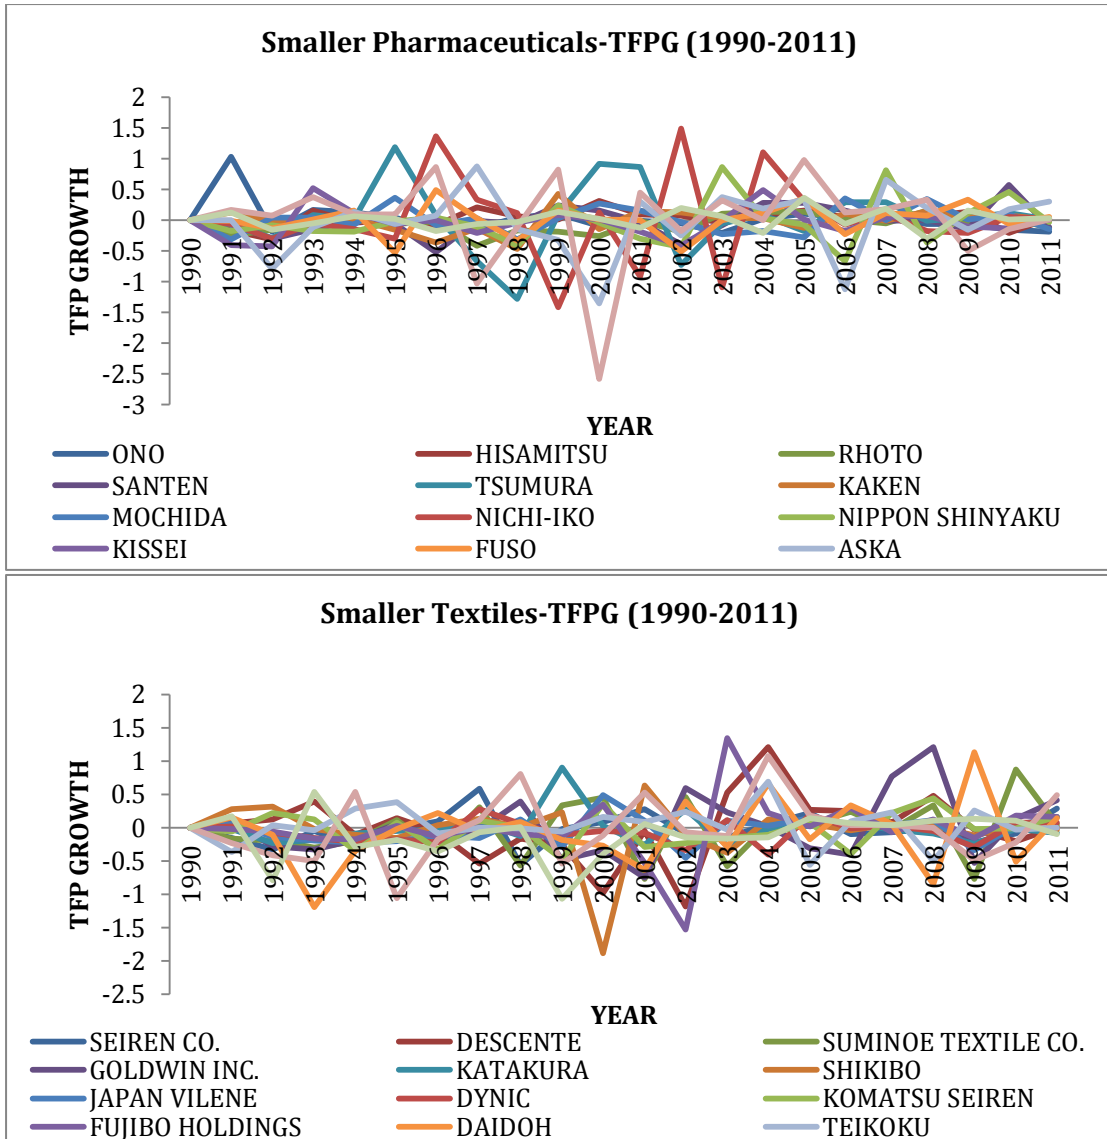 Smaller Pharmaceuticals-TFPG (1990-2011)
2
1.5
1
0.5
0
-0.5
-1
-1.5
-2
-2.5
-3
TFP GROWTH
1990 1991 1992 1993 1994 1995 1996 1997 1998 1999 2000 2001 2002 2003 2004 2005 2006 2007 2008 2009 2010 2011
YEAR
ONO HISAMITSU RHOTO
SANTEN TSUMURA KAKEN
MOCHIDA NICHI-IKO NIPPON SHINYAKU
KISSEI FUSO ASKA
Smaller Textiles-TFPG (1990-2011)
2
1.5
1
0.5
0
-0.5
-1
-1.5
-2
-2.5
TFP GROWTH
1990 1991 1992 1993 1994 1995 1996 1997 1998 1999 2000 2001 2002 2003 2004 2005 2006 2007 2008 2009 2010 2011
YEAR
SEIREN CO. DESCENTE SUMINOE TEXTILE CO.
GOLDWIN INC. KATAKURA SHIKIBO
JAPAN VILENE DYNIC KOMATSU SEIREN
FUJIBO HOLDINGS DAIDOH TEIKOKU